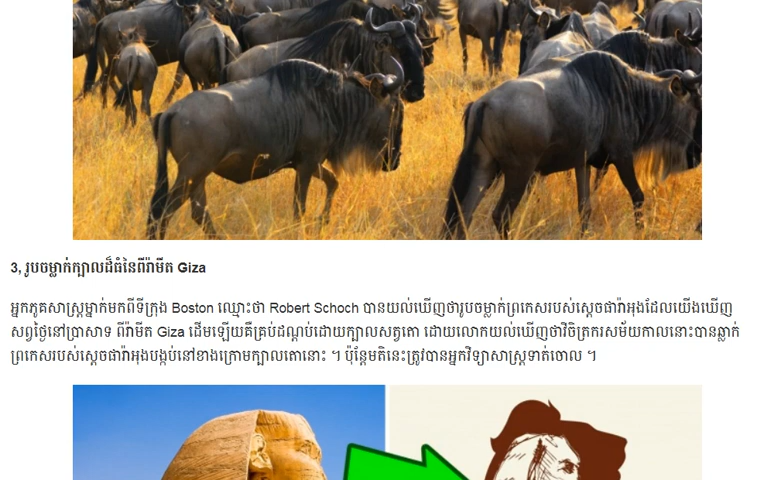 3, រូបចម្លាក់ក្បាលដ៏ធំនៃពីរ៉ាមីត Giza
អ្នកភូគសាស្ត្រម្នាក់មកពីទីក្រុង Boston ឈ្មោះថា Robert Schoch បានយល់ឃើញថារូបចម្លាក់ព្រកេសរបស់ស្តេចផារ៉ាអុងដែលយើងឃើញ
សព្វថ្ងៃនៅប្រាសាទ ពីរ៉ាមីត Giza ដើមឡើយគឺគ្រប់ដណ្តប់ដោយក្បាលសត្វតោ ដោយលោកយល់ឃើញថាវិចិត្រករសម័យកាលនោះបានឆ្លាក់
ព្រកេសរបស់ស្តេចផារ៉ាអុងបង្កប់នៅខាងក្រោមក្បាលតោនោះ ។ ប៉ុន្តែមតិនេះត្រូវបានអ្នកវិទ្យាសាស្ត្រទាត់ចោល ។